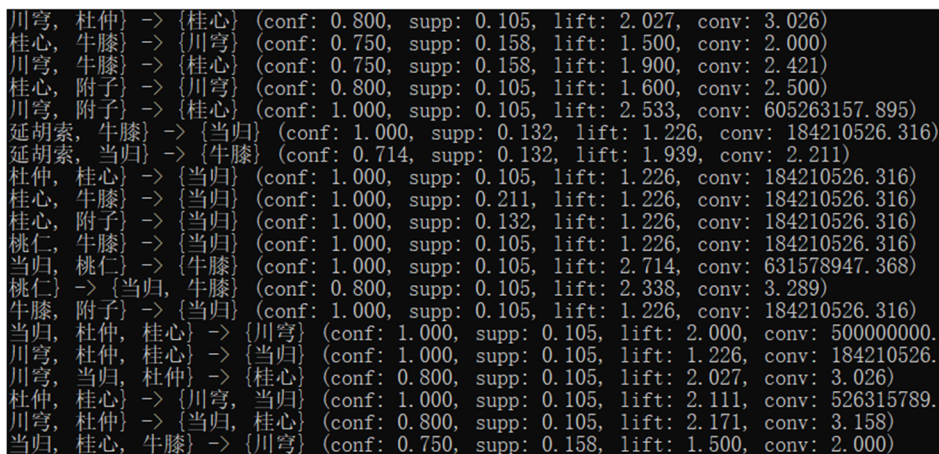 川穹, 杜仲} -> {桂心} (conf: 0.800, supp: 0.105, lift: 2.027, conv: 3.026)
桂心, 牛膝} -> {川穹} (conf: 0.750, supp: 0.158, lift: 1.500, conv: 2.000)
川穹, 牛膝} -> {桂心} (conf: 0.750, supp: 0.158, lift: 1.900, conv: 2.421)
桂心, 附子} -> {川穹} (conf: 0.800, supp: 0.105, lift: 1.600, conv: 2.500)
川穹, 附子} -> {桂心} (conf: 1.000, supp: 0.105, lift: 2.533, conv: 605263157.895)
延胡索, 牛膝} -> {当归} (conf: 1.000, supp: 0.132, lift: 1.226, conv: 184210526.316)
延胡索, 当归} -> {牛膝} (conf: 0.714, supp: 0.132, lift: 1.939, conv: 2.211)
杜仲, 桂心} -> {当归} (conf: 1.000, supp: 0.105, lift: 1.226, conv: 184210526.316)
桂心, 牛膝} -> {当归} (conf: 1.000, supp: 0.211, lift: 1.226, conv: 184210526.316)
桂心, 附子} -> {当归} (conf: 1.000, supp: 0.132, lift: 1.226, conv: 184210526.316)
桃仁, 牛膝} -> {当归} (conf: 1.000, supp: 0.105, lift: 1.226, conv: 184210526.316)
当归, 桃仁} -> {牛膝} (conf: 1.000, supp: 0.105, lift: 2.714, conv: 631578947.368)
桃仁} -> {当归, 牛膝} (conf: 0.800, supp: 0.105, lift: 2.338, conv: 3.289)
牛膝, 附子} -> {当归} (conf: 1.000, supp: 0.105, lift: 1.226, conv: 184210526.316)
当归, 杜仲, 桂心} -> {川穹} (conf: 1.000, supp: 0.105, lift: 2.000, conv: 500000000.
川穹, 杜仲, 桂心} -> {当归} (conf: 1.000, supp: 0.105, lift: 1.226, conv: 184210526.
川穹, 当归, 杜仲} -> {桂心} (conf: 0.800, supp: 0.105, lift: 2.027, conv: 3.026)
杜仲, 桂心} -> {川穹, 当归} (conf: 1.000, supp: 0.105, lift: 2.111, conv: 526315789.
川穹, 杜仲} -> {当归, 桂心} (conf: 0.800, supp: 0.105, lift: 2.171, conv: 3.158)
当归, 桂心, 牛膝} -> {川穹} (conf: 0.750, supp: 0.158, lift: 1.500, conv: 2.000)